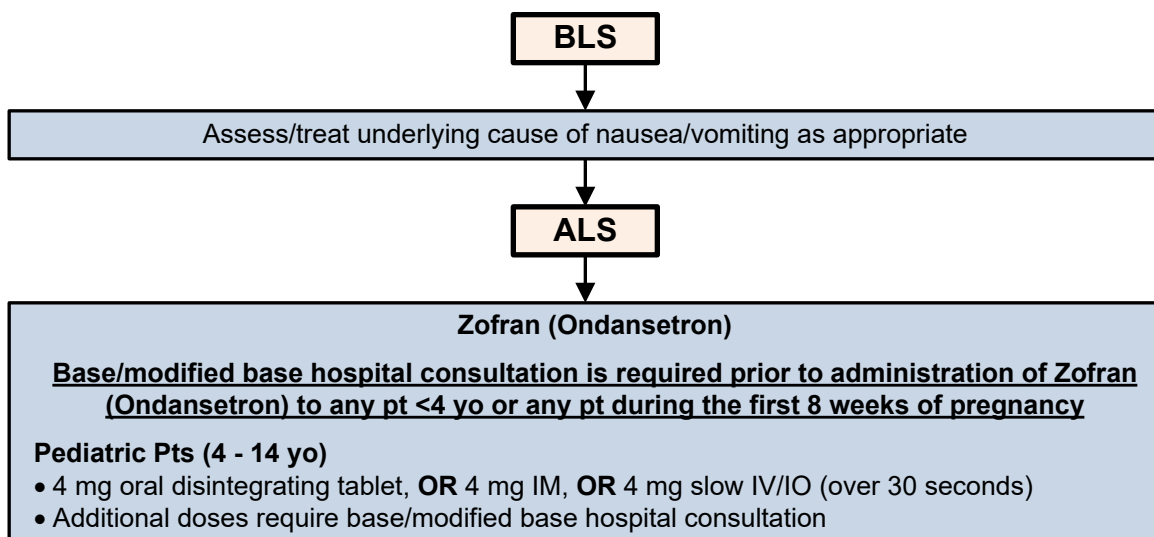 BLS
Assess/treat underlying cause of nausea/vomiting as appropriate
ALS
Zofran (Ondansetron)
Base/modified base hospital consultation is required prior to administration of Zofran
(Ondansetron) to any pt <4 yo or any pt during the first 8 weeks of pregnancy
Pediatric Pts (4 - 14 yo)
• 4 mg oral disintegrating tablet, OR 4 mg IM, OR 4 mg slow IV/IO (over 30 seconds)
• Additional doses require base/modified base hospital consultation